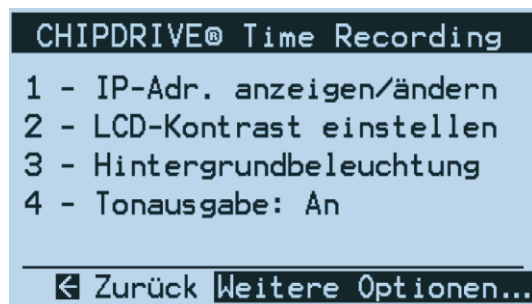 CHIPDRIVE® Time Recording
1 - IP-Adr. anzeigen/ändern
2 - LCD-Kontrast einstellen
3 - Hintergrundbeleuchtung
4 - Tonausgabe: An
← Zurück Weitere Optionen...